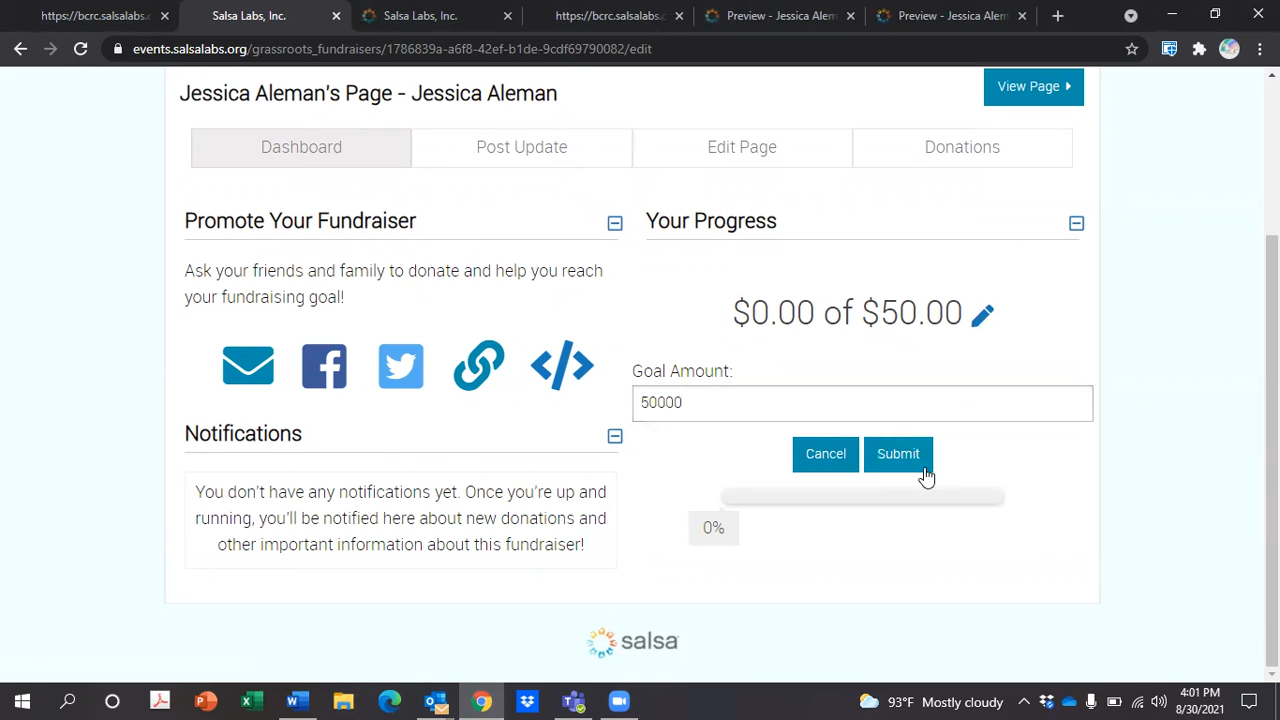 https://bcrc.salsalabs.c
Salsa Labs, Inc.
Salsa Labs, Inc.
https://bcrc.salsalabs.c
Preview - Jessica Alem
Preview - Jessica Alem
events.salsalabs.org/grassroots_fundraisers/1786839a-a6f8-42ef-b1de-9cdf69790082/edit
Jessica Aleman's Page - Jessica Aleman
View Page
Dashboard
Post Update
Edit Page
Donations
Promote Your Fundraiser
Your Progress
Ask your friends and family to donate and help you reach
your fundraising goal!
$0.00 of $50.00
Goal Amount:
50000
Cancel
Submit
0%
Notifications
You don't have any notifications yet. Once you're up and
running, you'll be notified here about new donations and
other important information about this fundraiser!
salsa
93°F Mostly cloudy
4:01 PM
8/30/2021